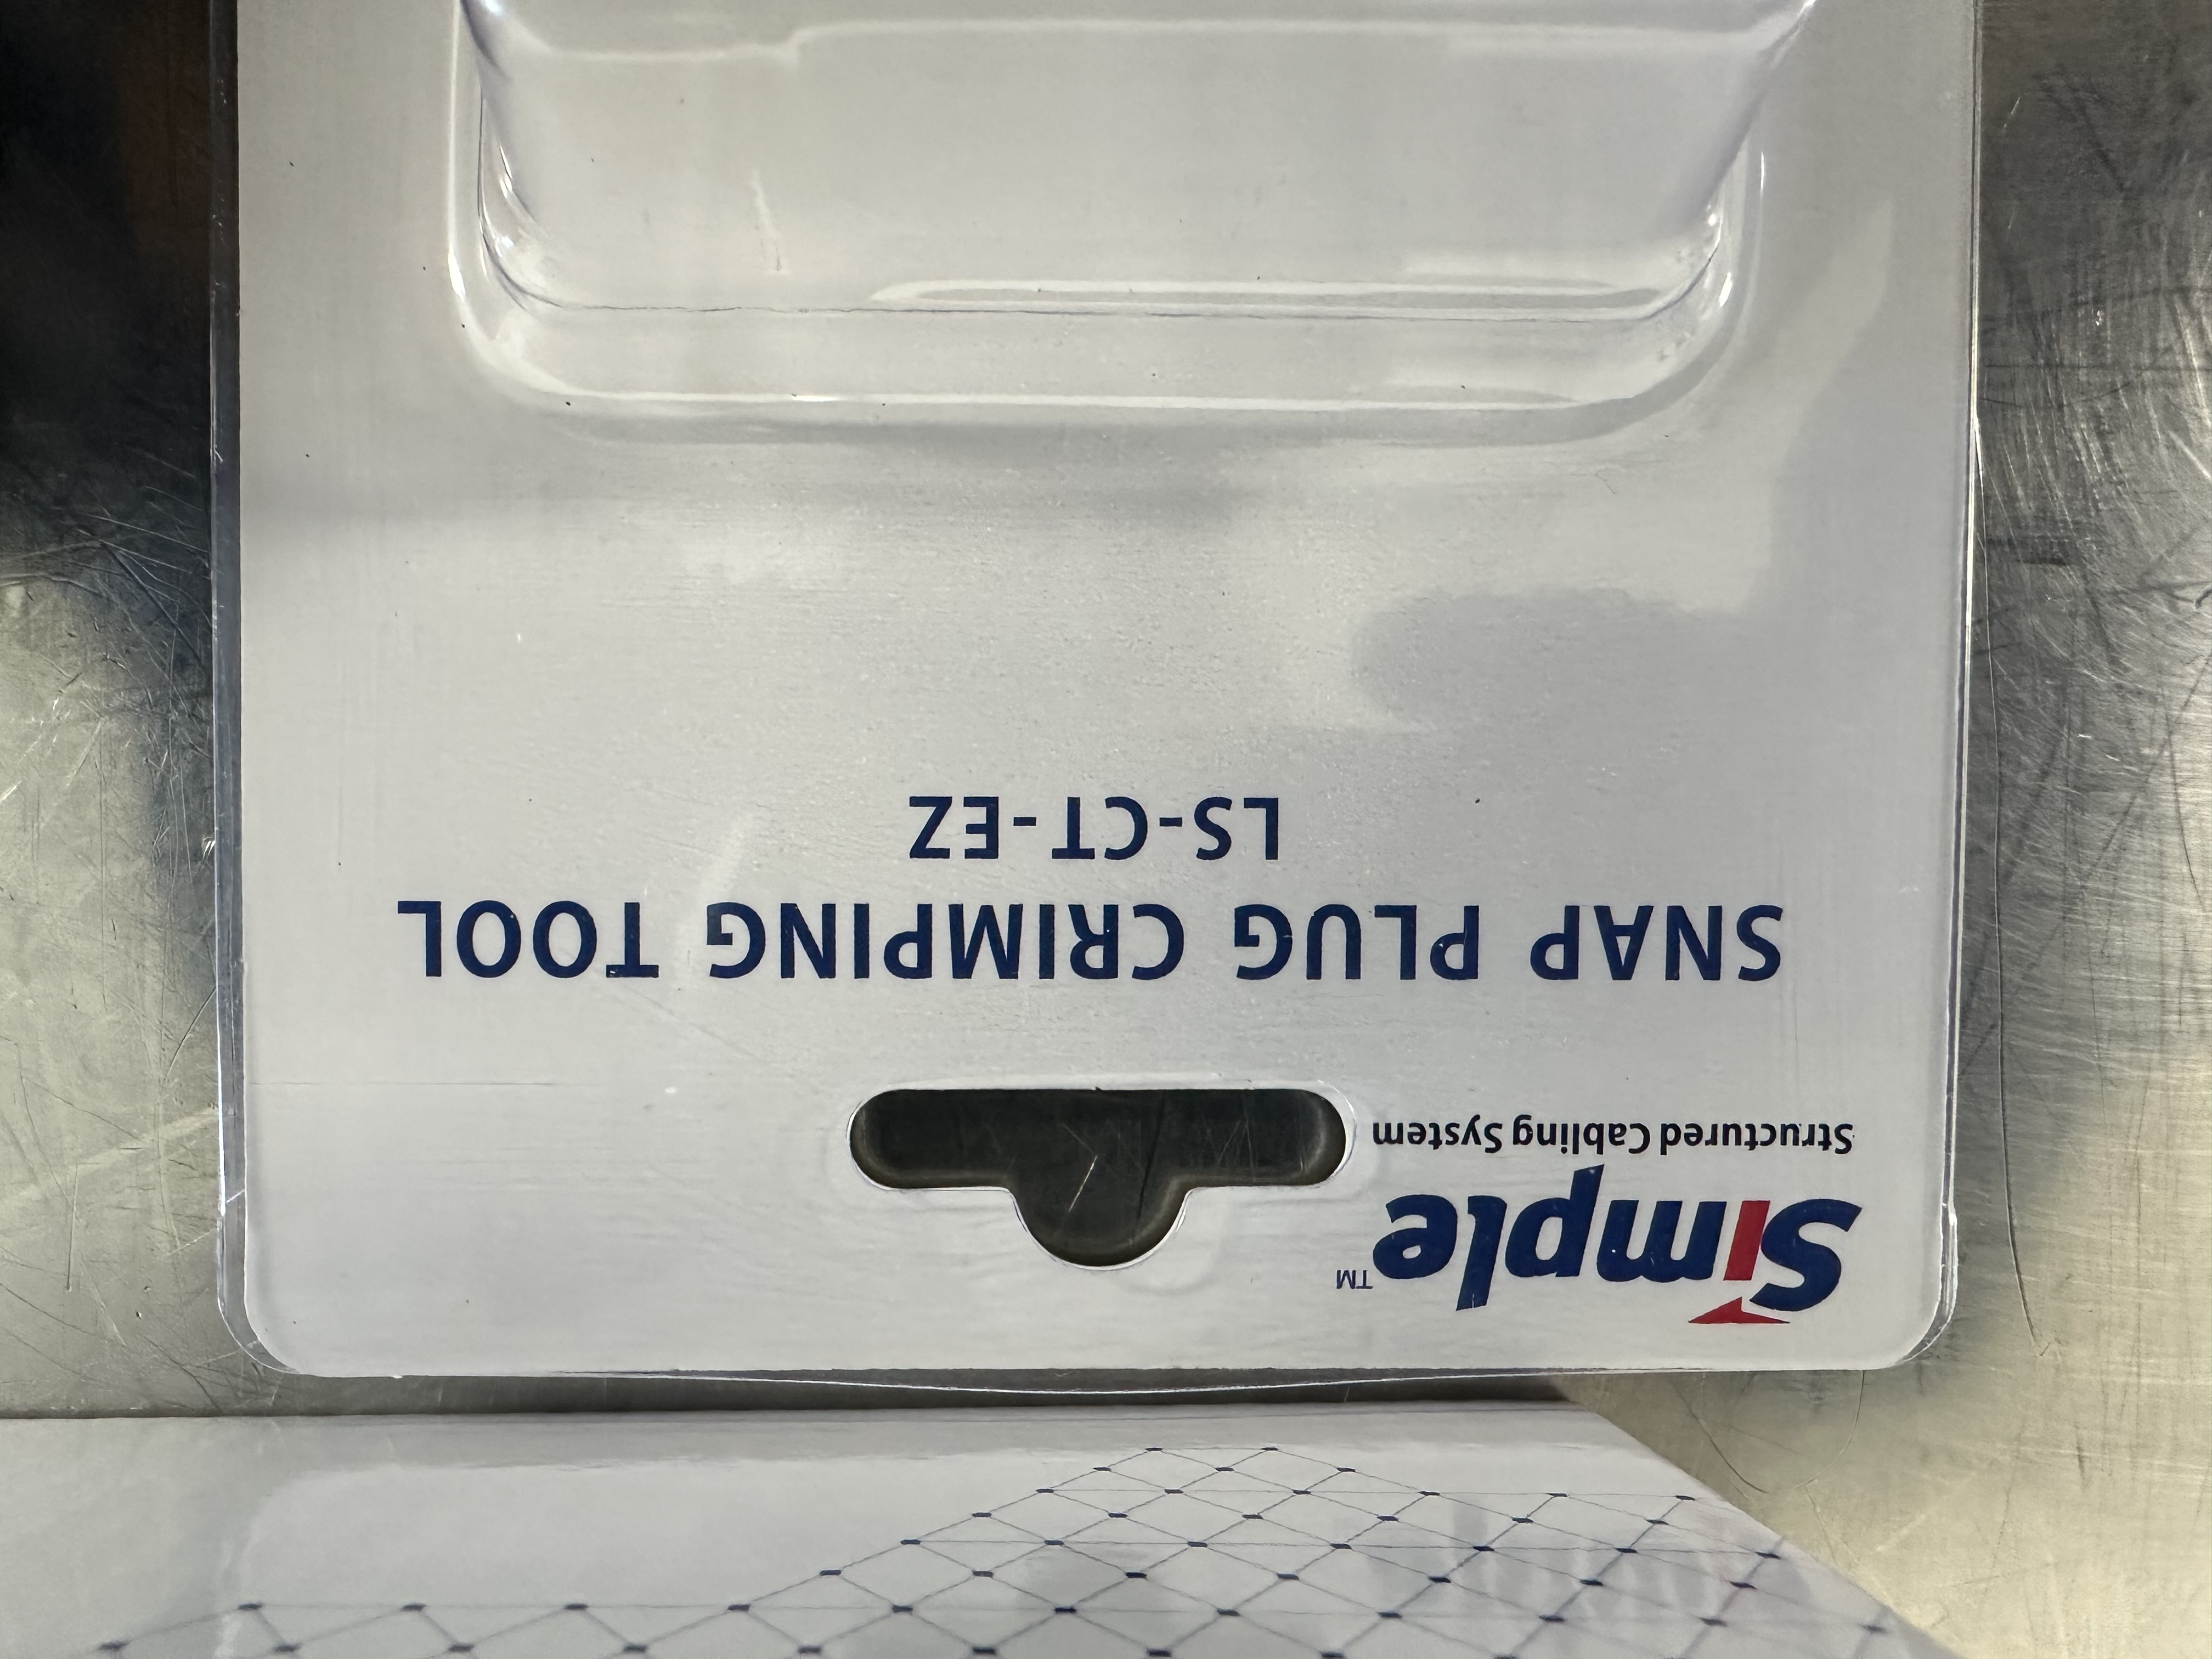 Simple™
Structured Cabling System
SNAP PLUG CRIMPING TOOL
LS-CT-EZ